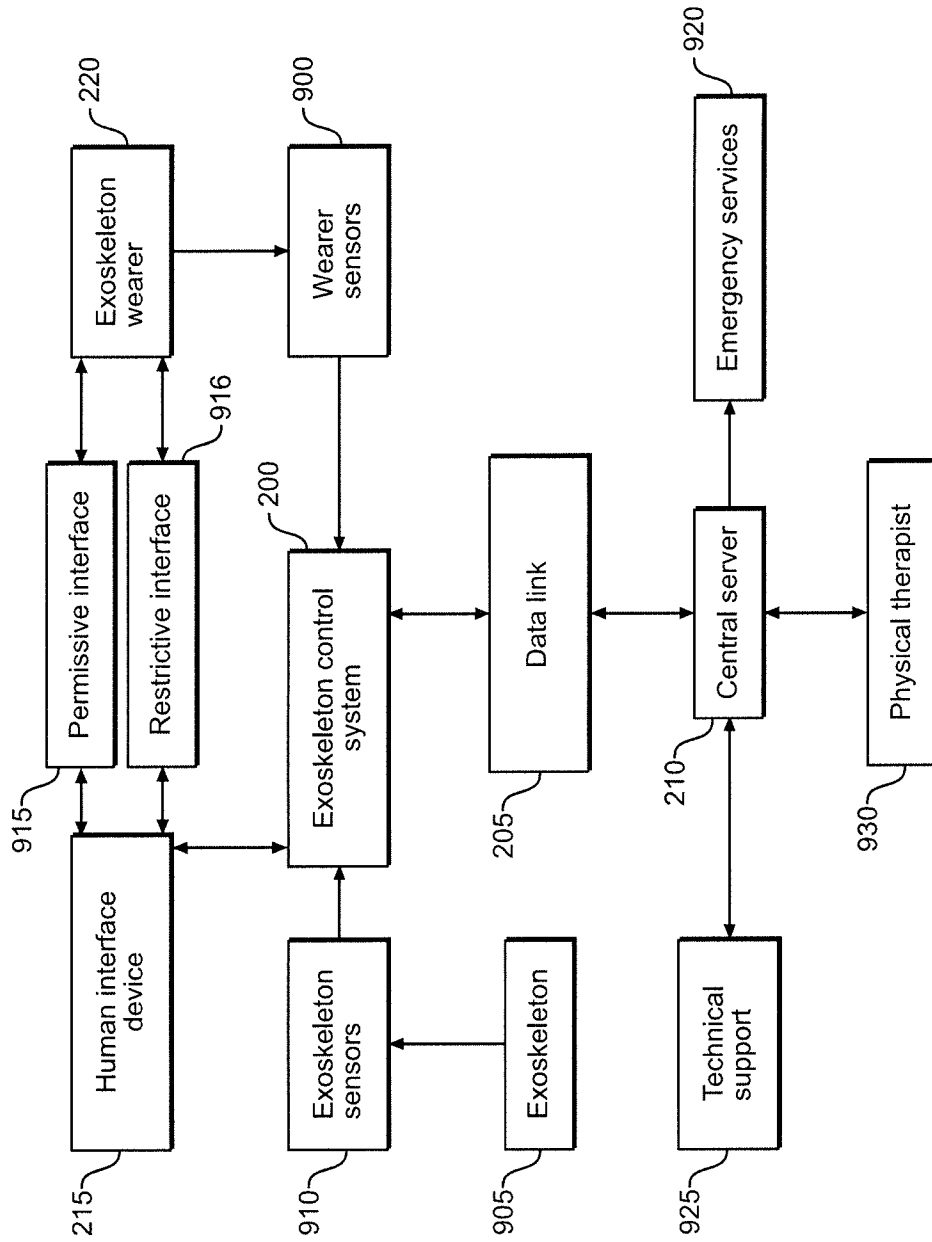 215
Human interface
device
915
Permissive interface
Restrictive interface
916
Exoskeleton
wearer
220
910
Exoskeleton
sensors
200
Exoskeleton control
system
Wearer
sensors
900
905
Exoskeleton
205
Data link
925
Technical
support
210
Central server
Emergency services
920
930
Physical therapist